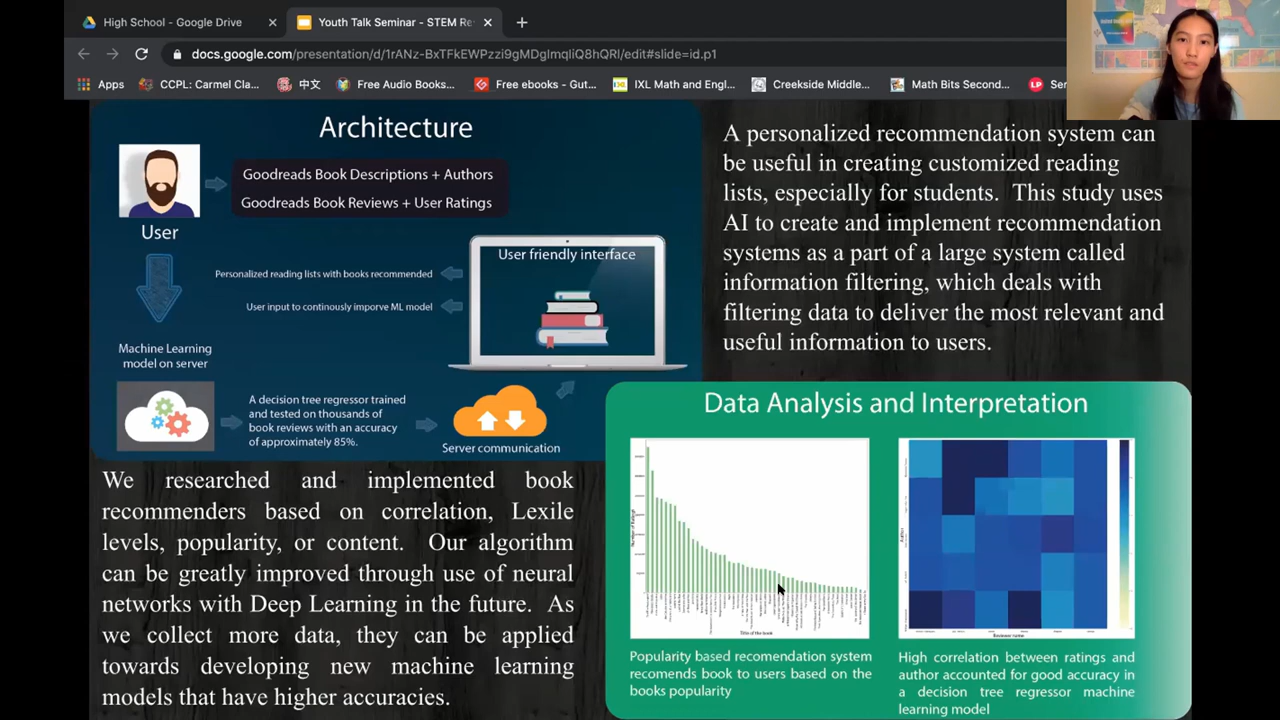 High School - Google Drive
Youth Talk Seminar - STEM Re
docs.google.com/presentation/d/1rANz-BxTFkEWPzzi9gMDglmqliQ8hQRl/edit#slide=id.p1
Apps
CCPL: Carmel Cla...
中文
Free Audio Books...
Free ebooks - Gut...
IXL Math and Engl...
Creekside Middle...
Math Bits Second...
LP
Architecture
Goodreads Book Descriptions + Authors
Goodreads Book Reviews + User Ratings
User
User friendly interface
Personalized reading lists with books recommended
User input to continously imporve ML model
Machine Learning
model on server
A decision tree regressor trained
and tested on thousands of
book reviews with an accuracy
of approximately 85%.
Server communication
A personalized recommendation system can
be useful in creating customized reading
lists, especially for students. This study uses
AI to create and implement recommendation
systems as a part of a large system called
information filtering, which deals with
filtering data to deliver the most relevant and
useful information to users.
We researched and implemented book
recommenders based on correlation, Lexile
levels, popularity, or content. Our algorithm
can be greatly improved through use of neural
networks with Deep Learning in the future. As
we collect more data, they can be applied
towards developing new machine learning
models that have higher accuracies.
Data Analysis and Interpretation
Title of the book
Reviewer name
Popularity based recomendation system
recomends book to users based on the
books popularity
High correlation between ratings and
author accounted for good accuracy in
a decision tree regressor machine
learning model